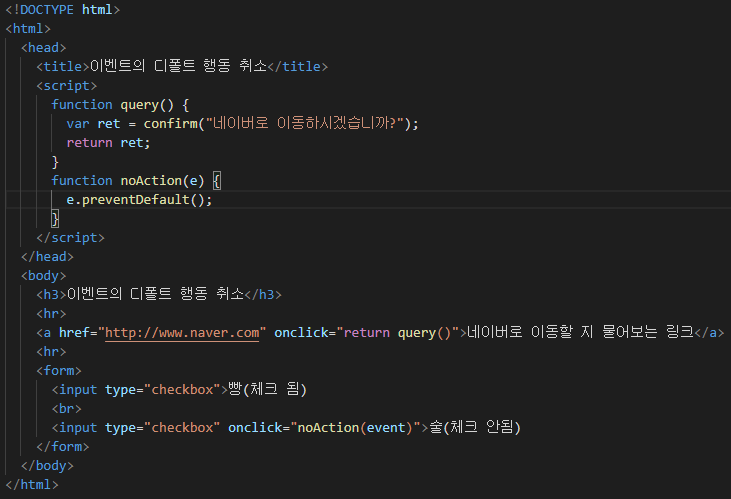 <!DOCTYPE html>
<html>
<head>
<title>이벤트의 디폴트 행동 취소</title>
<script>
function query() {
var ret = confirm("네이버로 이동하시겠습니까?");
return ret;
}
function noAction(e) {
e.preventDefault();
}
</script>
</head>
<body>
<h3>이벤트의 디폴트 행동 취소</h3>
<hr>
<a href="http://www.naver.com" onclick="return query()">네이버로 이동할 지 물어보는 링크</a>
<hr>
<form>
<input type="checkbox">빵(체크 됨)
<br>
<input type="checkbox" onclick="noAction(event)">술(체크 안됨)
</form>
</body>
</html>